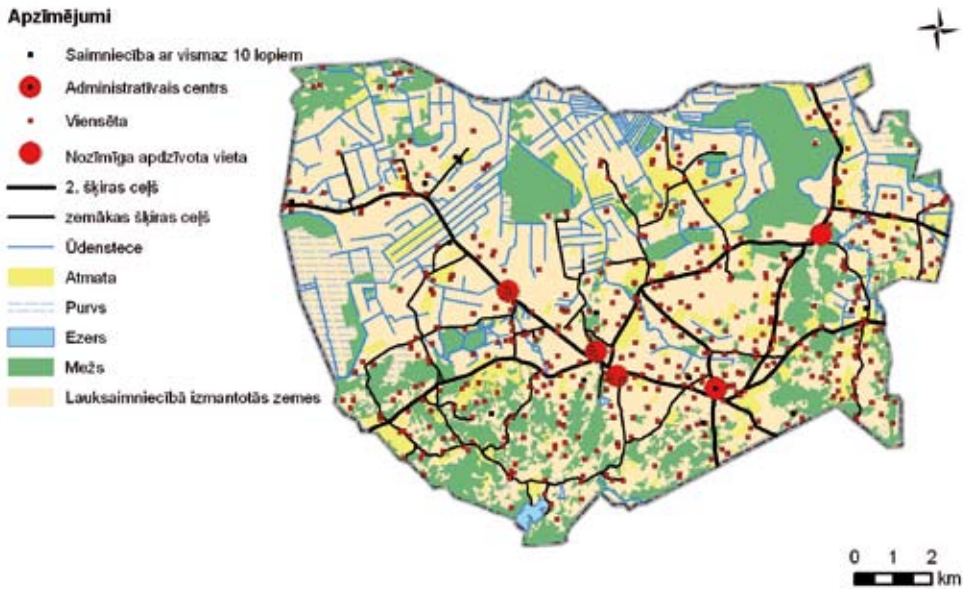 Apzīmējumi
Saimniecība ar vismaz 10 lopiem
Administratīvais centrs
Viensēta
Nozīmīga apdzīvota vieta
2. šķiras ceļš
zemākas šķiras ceļš
Ūdenstece
Atmata
Purvs
Ezers
Mežs
Lauksaimniecībā izmantotās zemes
0 1 2
km